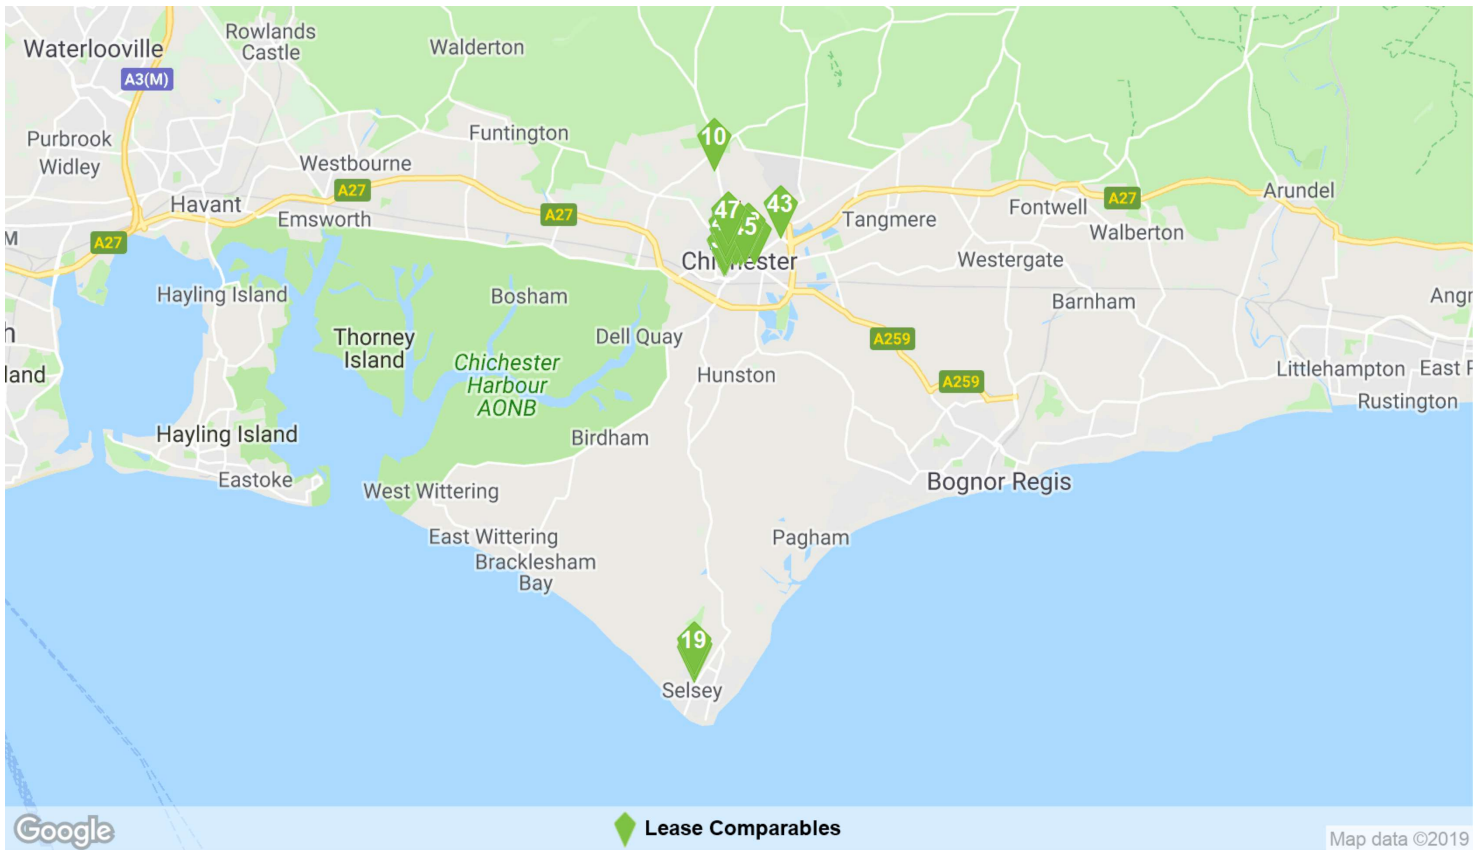 Rowlands
Castle
Waterlooville
Walderton
A3(M)
Purbrook
Widley
Funtington
10
Westbourne
A27
Havant
Emsworth
A27
47
43
Tangmere
Fontwell
A27
Walberton
Arundel
A27
Chichester
Westergate
Hayling Island
Bosham
Barnham
Thorney
Island
Dell Quay
A259
Chichester
Harbour
AONB
Hunston
A259
Littlehampton
Rustington
Hayling Island
Birdham
Eastoke
West Wittering
Bognor Regis
East Wittering
Pagham
Bracklesham
Bay
19
Selsey
Google
Lease Comparables
Map data ©2019